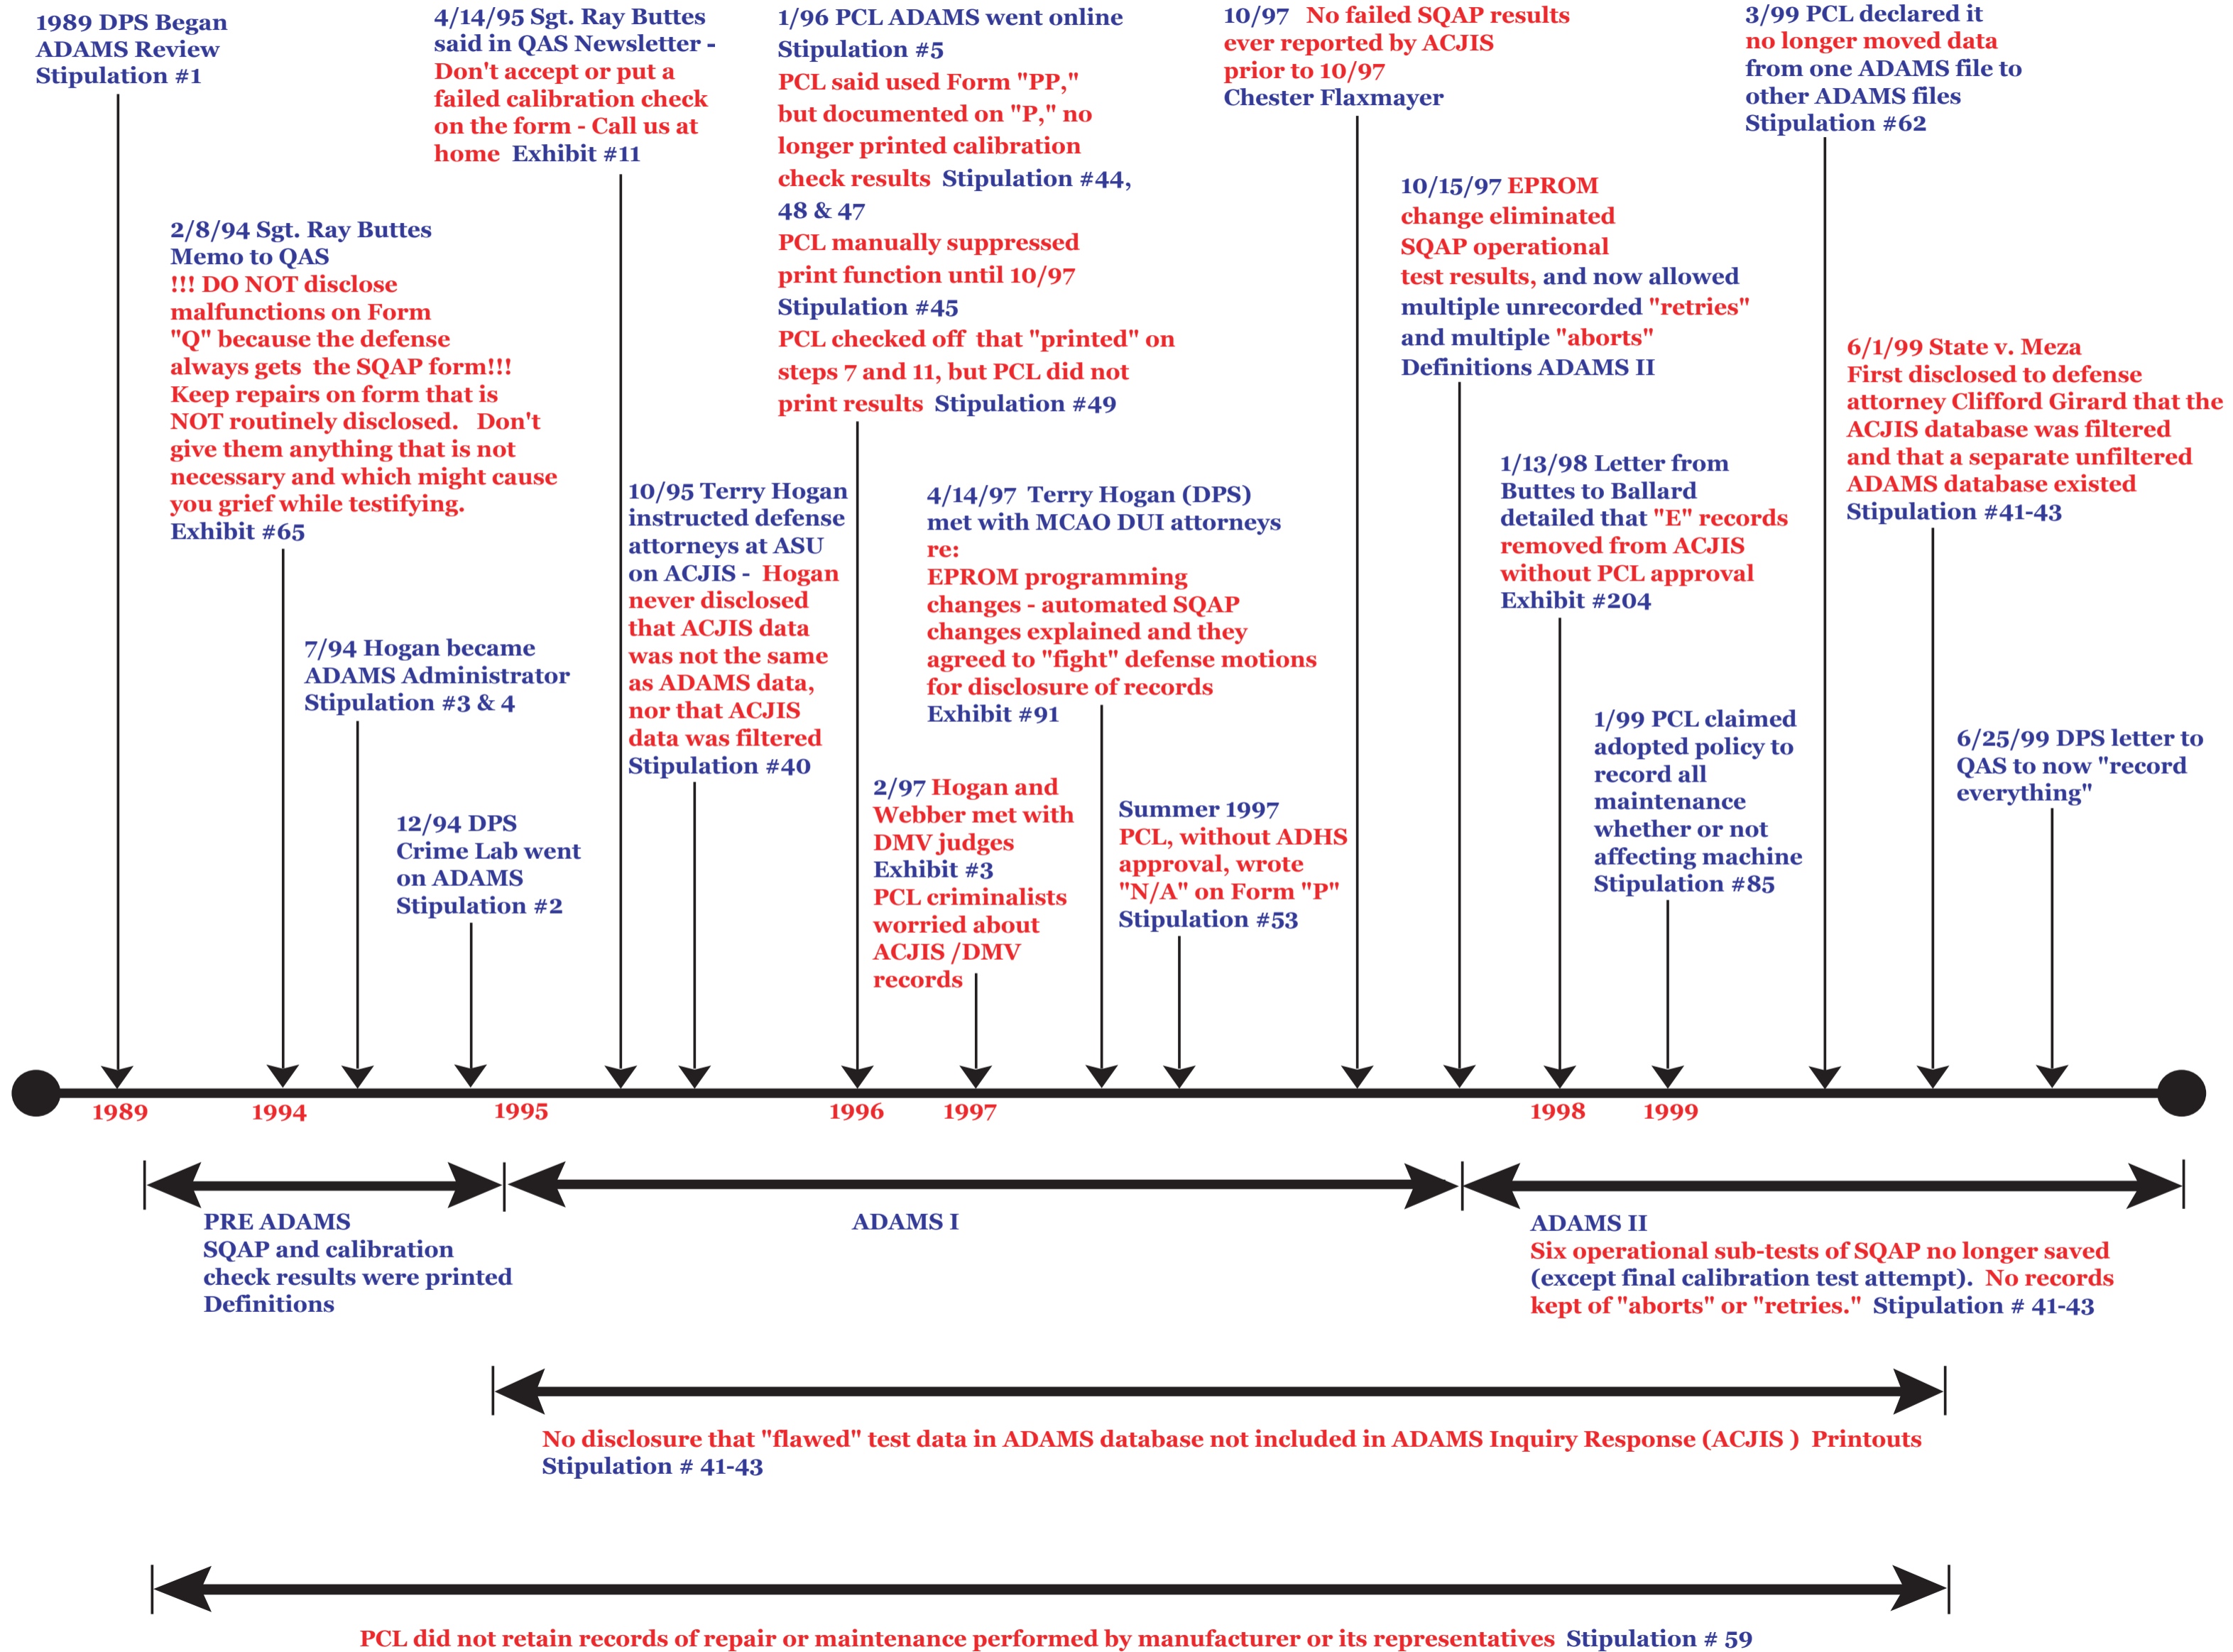 1989 DPS Began
ADAMS Review
Stipulation #1
2/8/94 Sgt. Ray Buttes
Memo to QAS
!!! DO NOT disclose
malfunctions on Form
"Q" because the defense
always gets the SQAP form!!!
Keep repairs on form that is
NOT routinely disclosed. Don't
give them anything that is not
necessary and which might cause
you grief while testifying.
Exhibit #65
7/94 Hogan became
ADAMS Administrator
Stipulation #3 & 4
12/94 DPS
Crime Lab went
on ADAMS
Stipulation #2
4/14/95 Sgt. Ray Buttes
said in QAS Newsletter -
Don't accept or put a
failed calibration check
on the form - Call us at
home Exhibit #11
10/95 Terry Hogan
instructed defense
attorneys at ASU
on ACJIS - Hogan
never disclosed
that ACJIS data
was not the same
as ADAMS data,
nor that ACJIS
data was filtered
Stipulation #40
1/96 PCL ADAMS went online
Stipulation #5
PCL said used Form "PP,"
but documented on "P," no
longer printed calibration
check results Stipulation #44,
48 & 47
PCL manually suppressed
print function until 10/97
Stipulation #45
PCL checked off that "printed" on
steps 7 and 11, but PCL did not
print results Stipulation #49
2/97 Hogan and
Webber met with
DMV judges
Exhibit #3
PCL criminalists
worried about
ACJIS /DMV
records
4/14/97 Terry Hogan (DPS)
met with MCAO DUI attorneys
re:
EPROM programming
changes - automated SQAP
changes explained and they
agreed to "fight" defense motions
for disclosure of records
Exhibit #91
Summer 1997
PCL, without ADHS
approval, wrote
"N/A" on Form "P"
Stipulation #53
10/97 No failed SQAP results
ever reported by ACJIS
prior to 10/97
Chester Flaxmayer
10/15/97 EPROM
change eliminated
SQAP operational
test results, and now allowed
multiple unrecorded "retries"
and multiple "aborts"
Definitions ADAMS II
1/13/98 Letter from
Buttes to Ballard
detailed that "E" records
removed from ACJIS
without PCL approval
Exhibit #204
1/99 PCL claimed
adopted policy to
record all
maintenance
whether or not
affecting machine
Stipulation #85
3/99 PCL declared it
no longer moved data
from one ADAMS file to
other ADAMS files
Stipulation #62
6/1/99 State v. Meza
First disclosed to defense
attorney Clifford Girard that the
ACJIS database was filtered
and that a separate unfiltered
ADAMS database existed
Stipulation #41-43
6/25/99 DPS letter to
QAS to now "record
everything"
1989 1994 1995 1996 1997 1998 1999
PRE ADAMS
SQAP and calibration
check results were printed
Definitions
ADAMS I
ADAMS II
Six operational sub-tests of SQAP no longer saved
(except final calibration test attempt). No records
kept of "aborts" or "retries." Stipulation # 41-43
No disclosure that "flawed" test data in ADAMS database not included in ADAMS Inquiry Response (ACJIS ) Printouts
Stipulation # 41-43
PCL did not retain records of repair or maintenance performed by manufacturer or its representatives Stipulation # 59